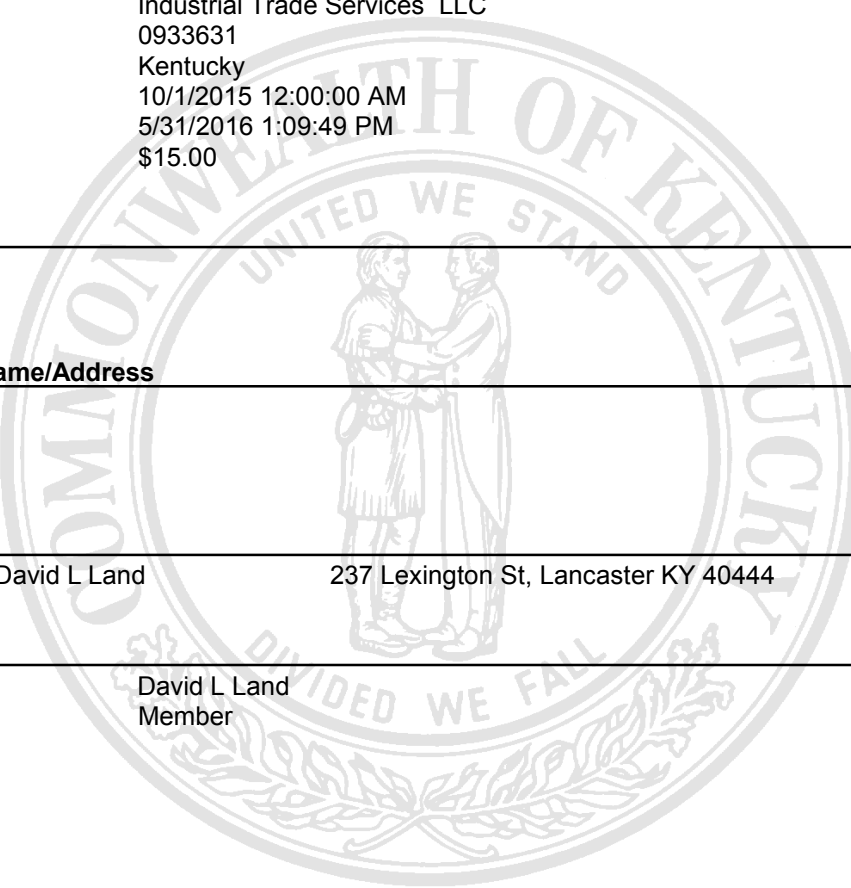 Industrial Trade Services LLC
0933631
Kentucky
10/1/2015 12:00:00 AM
5/31/2016 1:09:49 PM
$15.00
COMMONWEALTH OF KENTUCKY
UNITED WE STAND
ame/Address
David L Land 237 Lexington St, Lancaster KY 40444
David L Land
Member
DIVIDED WE FALL